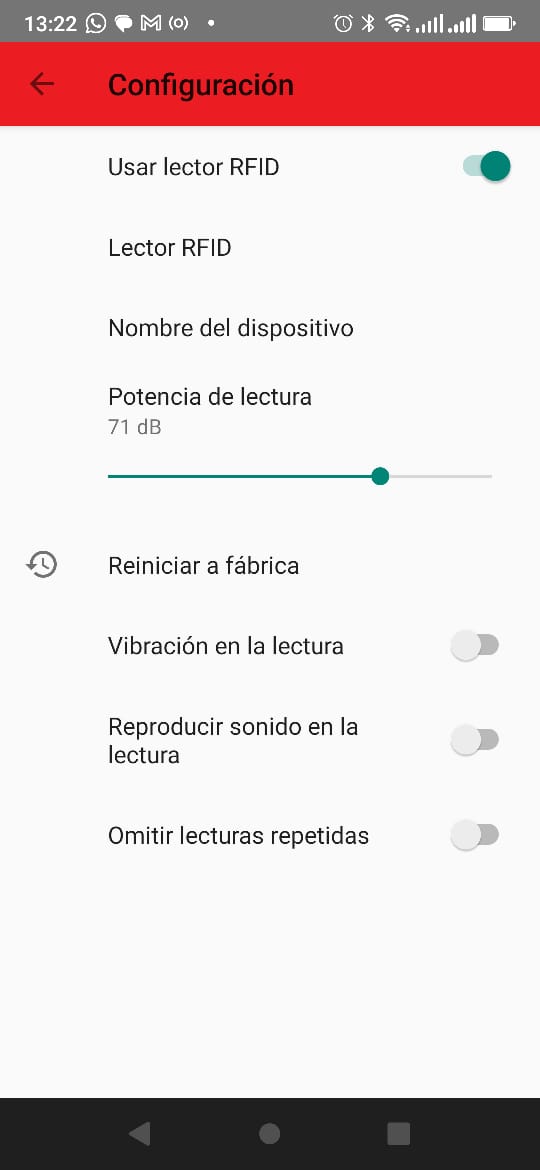 13:22
Configuración
Usar lector RFID
Lector RFID
Nombre del dispositivo
Potencia de lectura
71 dB
Reiniciar a fábrica
Vibración en la lectura
Reproducir sonido en la
lectura
Omitir lecturas repetidas